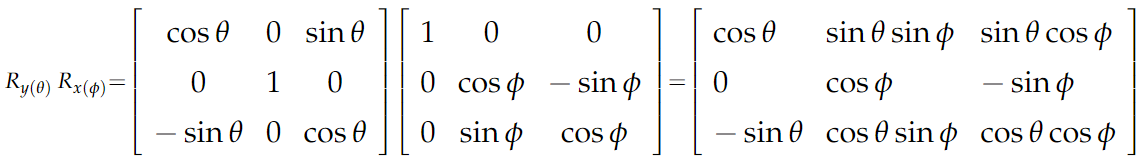 R_{y(θ)} R_{x(ϕ)} = [ cos θ 0 sin θ ; 0 1 0 ; − sin θ 0 cos θ ] [ 1 0 0 ; 0 cos ϕ − sin ϕ ; 0 sin ϕ cos ϕ ] = [ cos θ sin θ sin ϕ sin θ cos ϕ ; 0 cos ϕ − sin ϕ ; − sin θ cos θ sin ϕ cos θ cos ϕ ]